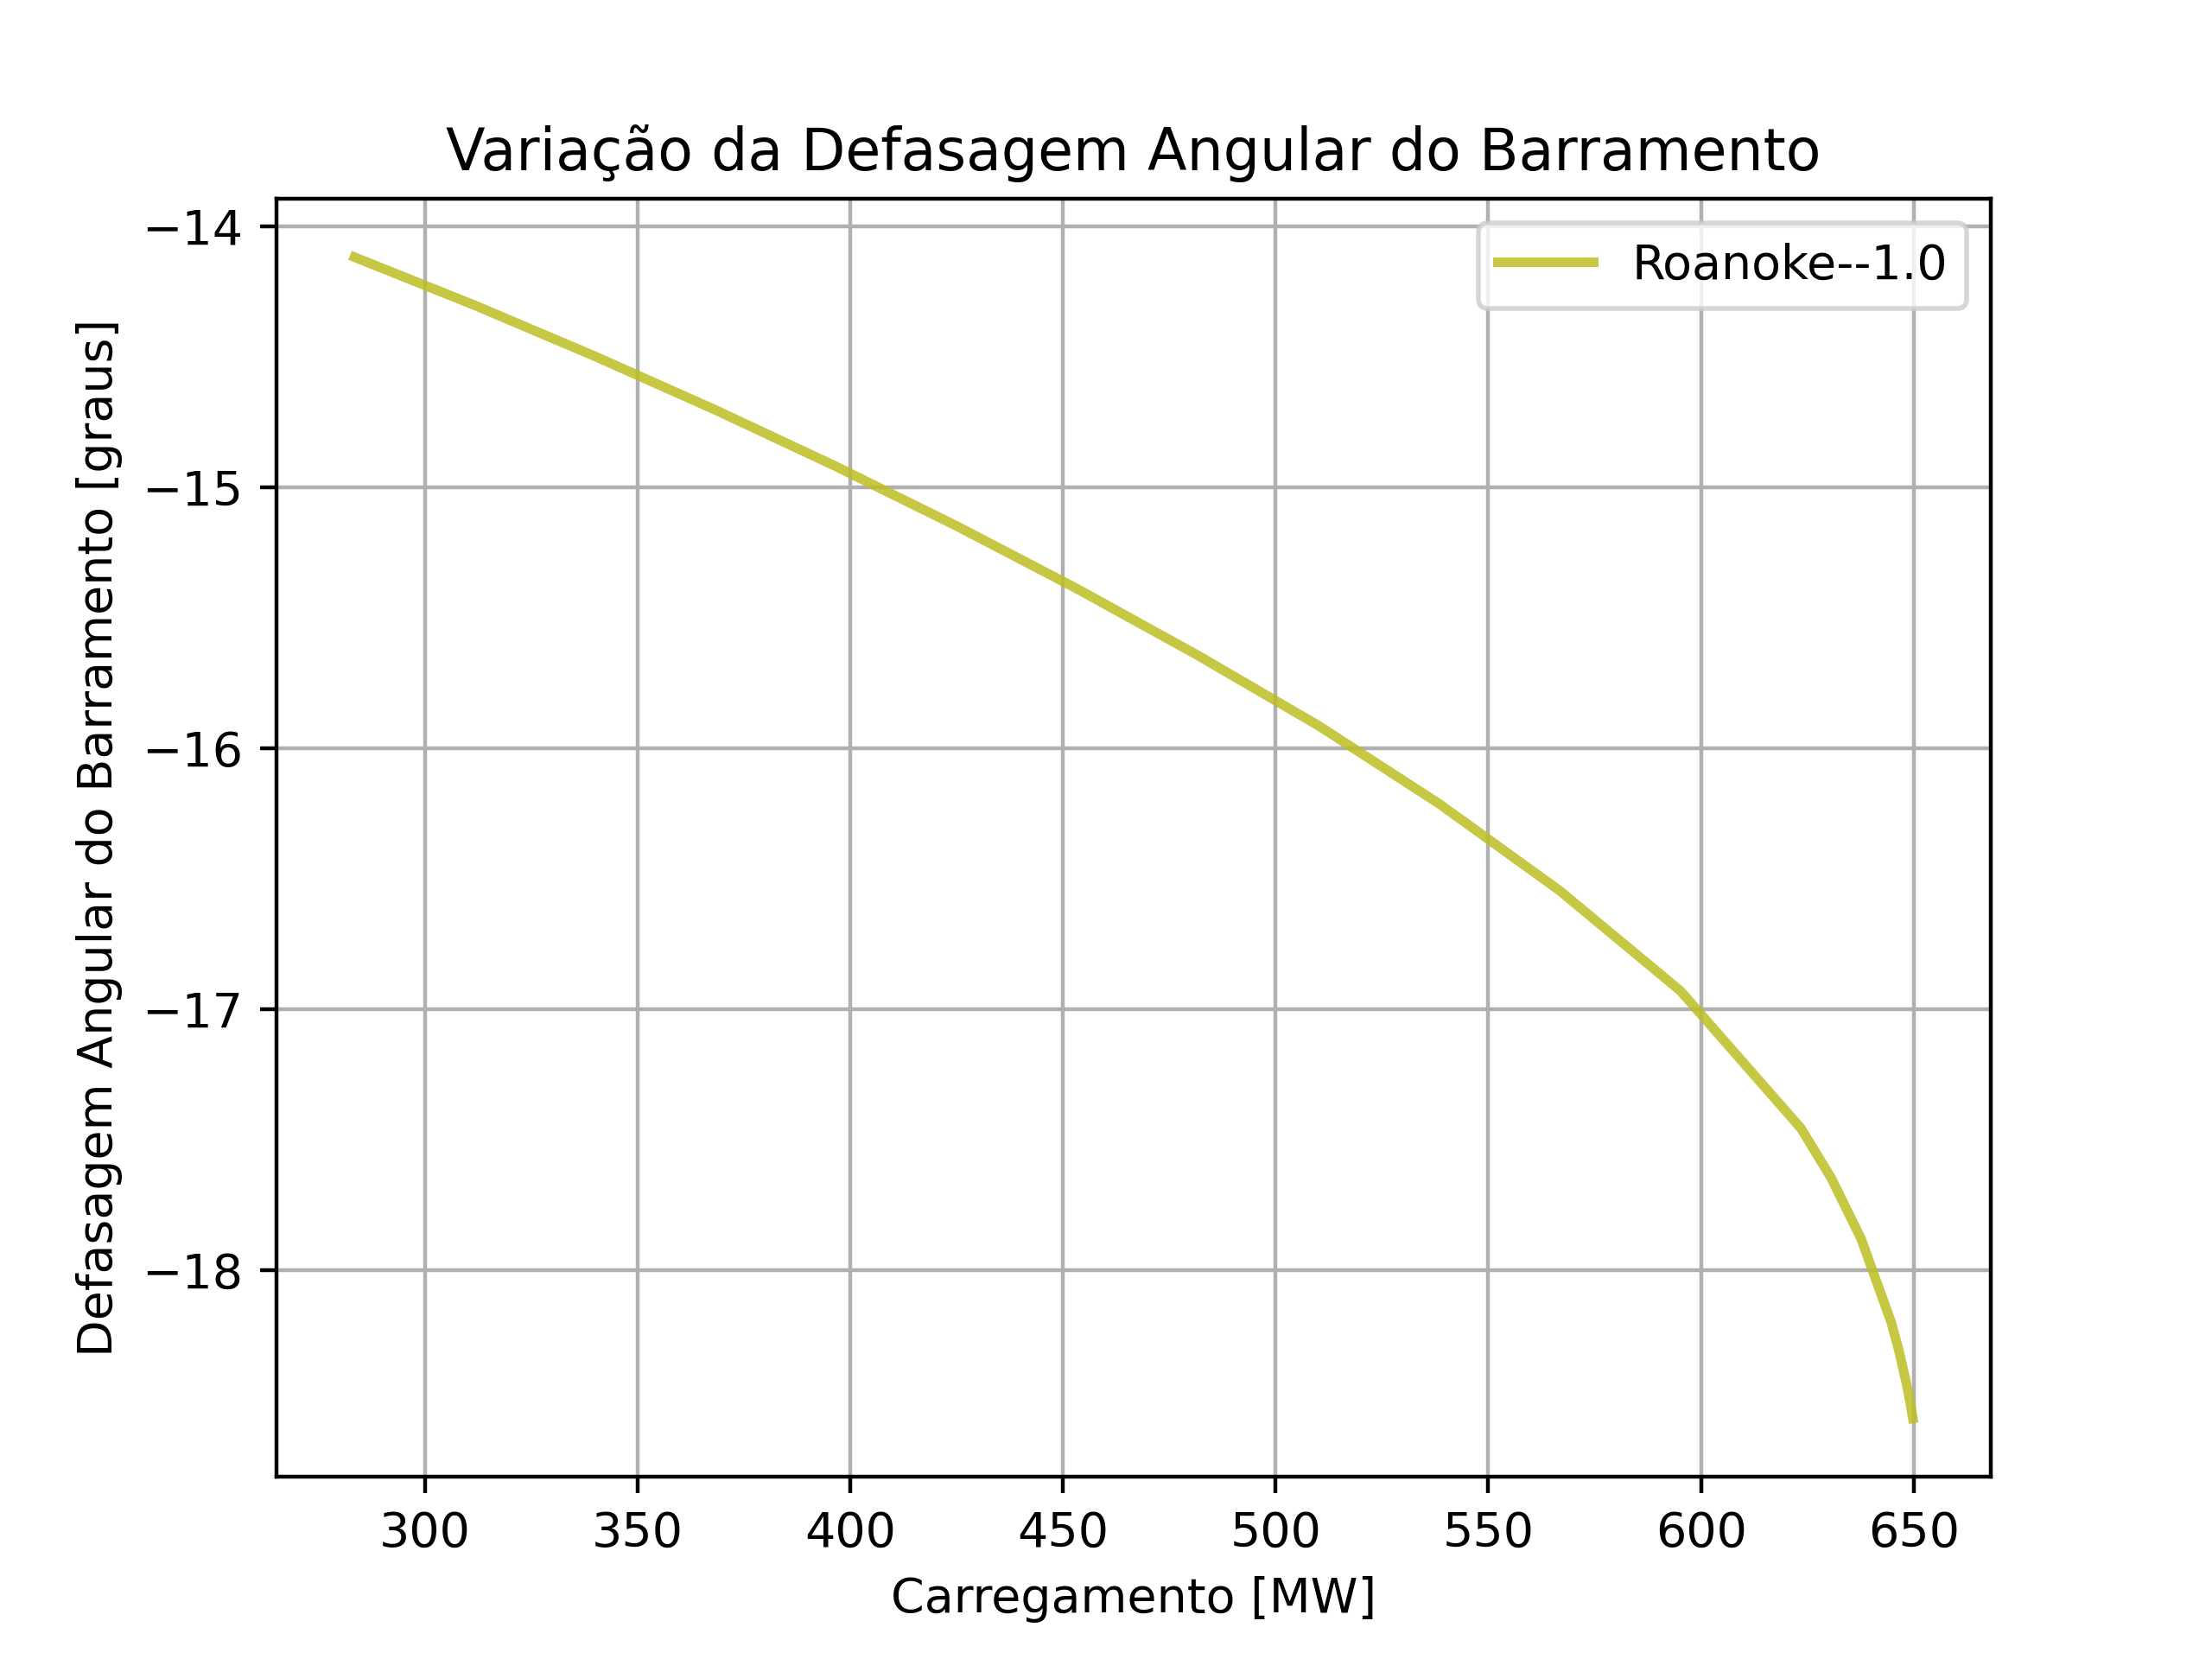 Variação da Defasagem Angular do Barramento
Roanoke--1.0
Defasagem Angular do Barramento [graus]
−14
−15
−16
−17
−18
300 350 400 450 500 550 600 650
Carregamento [MW]